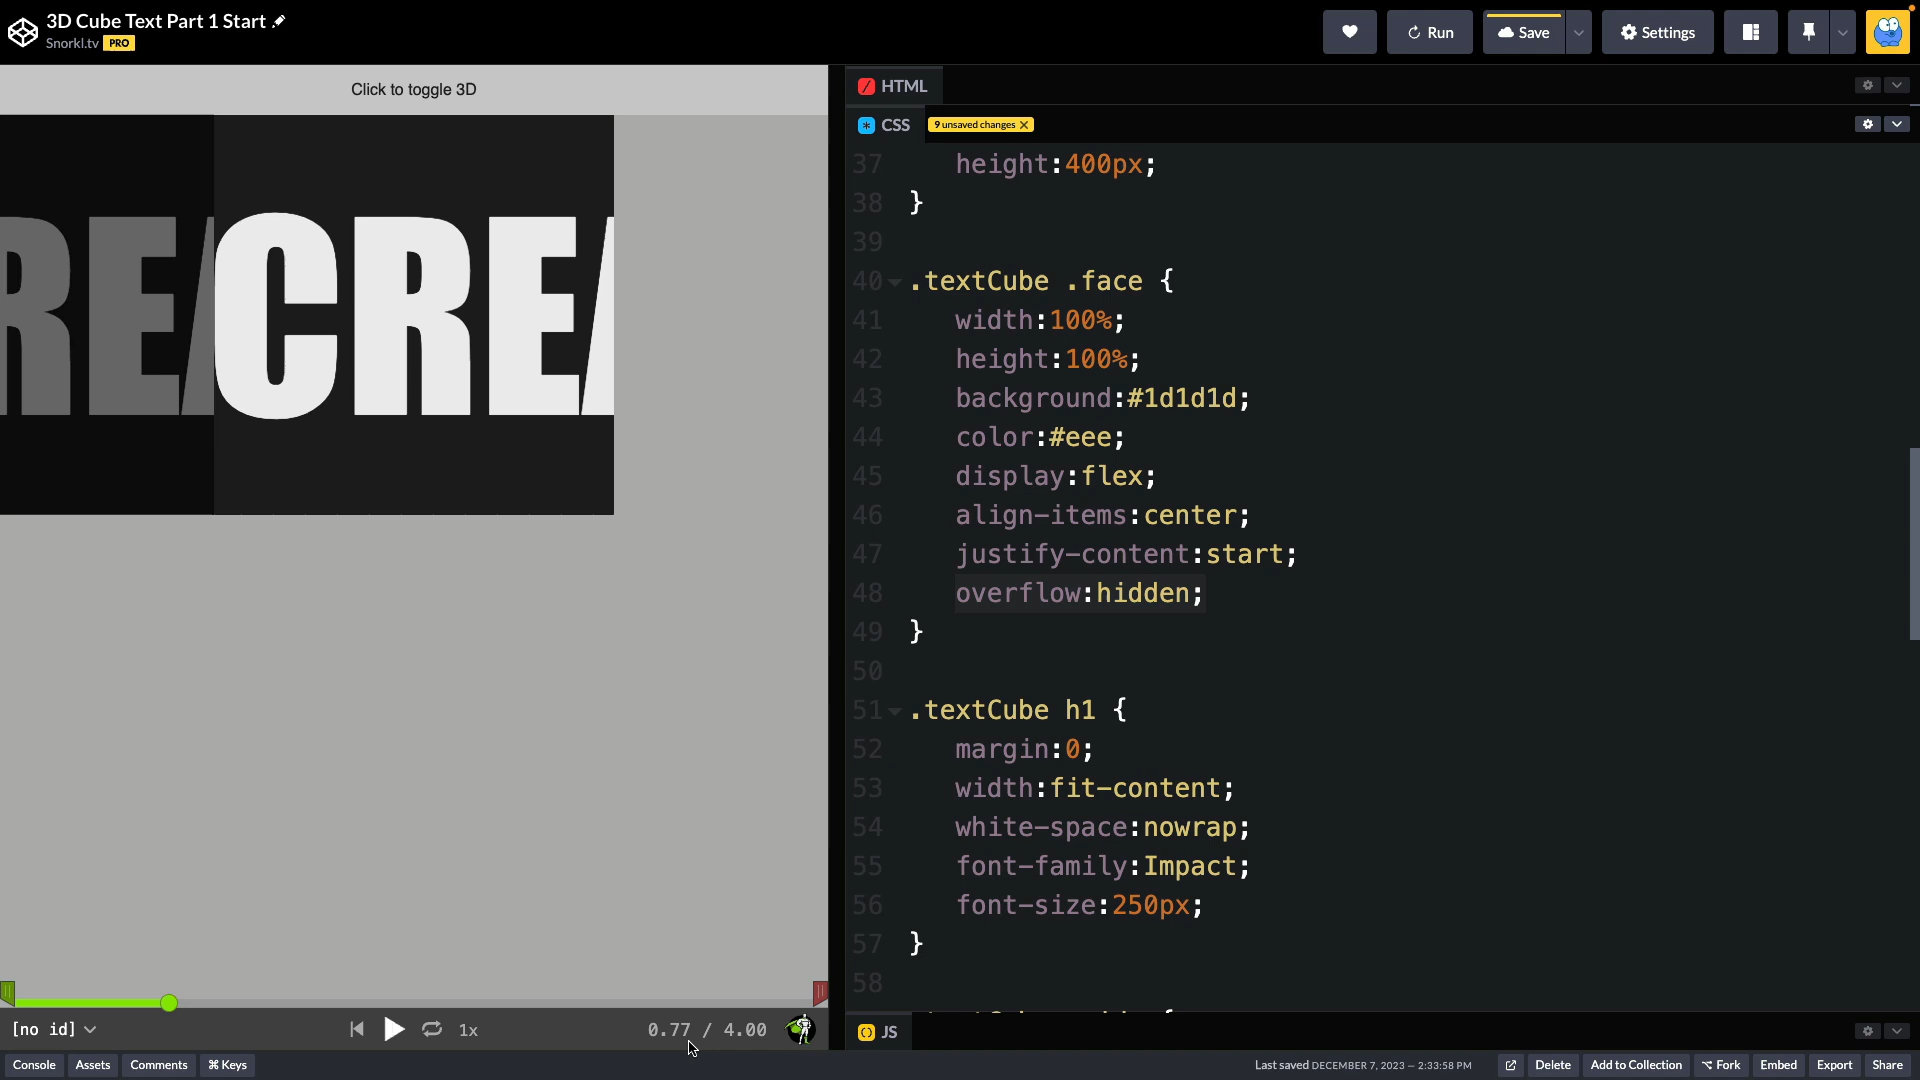 3D Cube Text Part 1 Start
Snorkl.tv PRO
Run
Save
Settings
Click to toggle 3D
REA
CREA
HTML
CSS
9 unsaved changes
37 height:400px;
38 }
39
40 .textCube .face {
41 width:100%;
42 height:100%;
43 background:#1d1d1d;
44 color:#eee;
45 display:flex;
46 align-items:center;
47 justify-content:start;
48 overflow:hidden;
49 }
50
51 .textCube h1 {
52 margin:0;
53 width:fit-content;
54 white-space:nowrap;
55 font-family:Impact;
56 font-size:250px;
57 }
58
[no id]
1x
0.77 / 4.00
JS
Console
Assets
Comments
⌘ Keys
Last saved DECEMBER 7, 2023 — 2:33:58 PM
Delete
Add to Collection
⌥ Fork
Embed
Export
Share